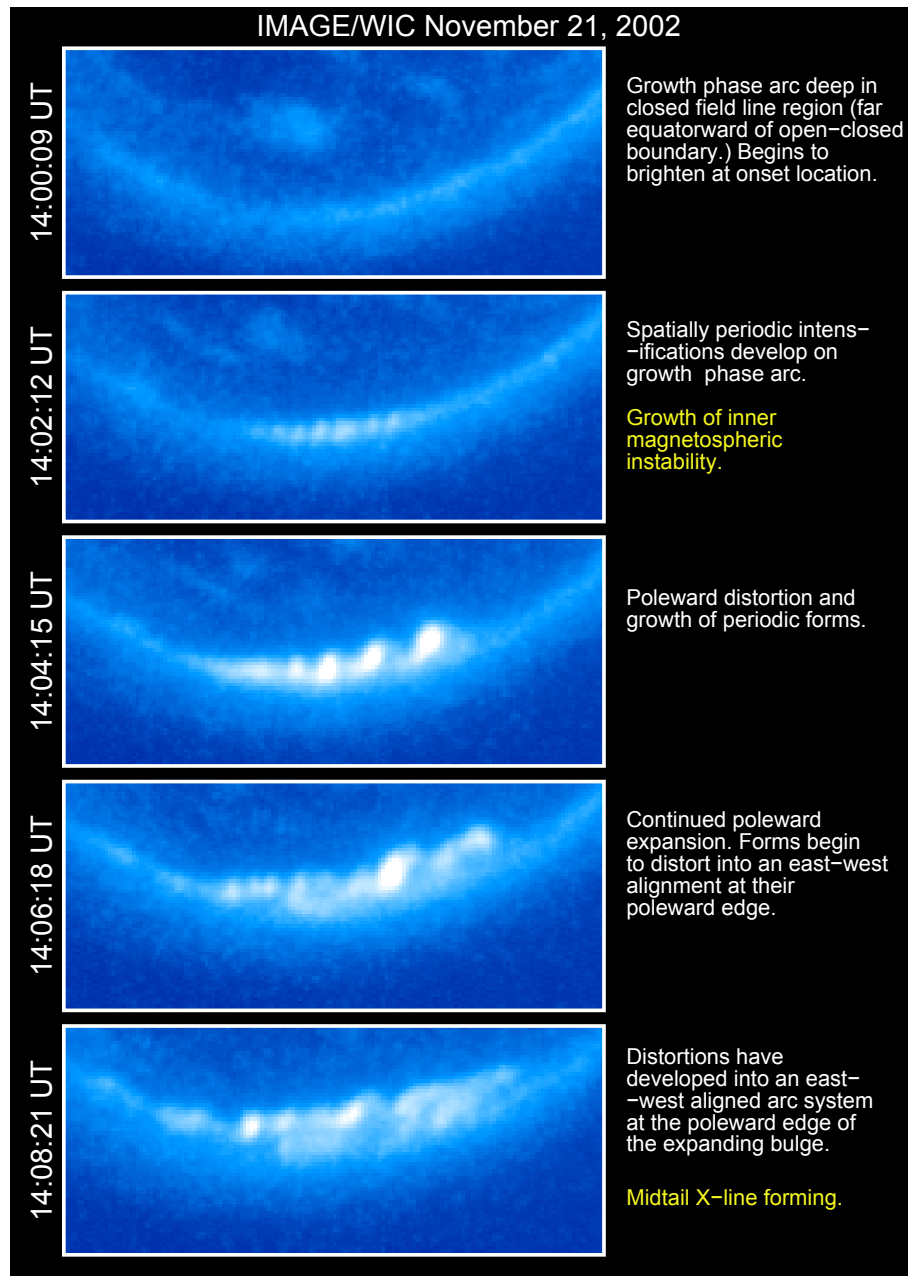 IMAGE/WIC November 21, 2002
14:00:09 UT
Growth phase arc deep in
closed field line region (far
equatorward of open−closed
boundary.) Begins to
brighten at onset location.
14:02:12 UT
Spatially periodic intens−
−ifications develop on
growth phase arc.
Growth of inner
magnetospheric
instability.
14:04:15 UT
Poleward distortion and
growth of periodic forms.
14:06:18 UT
Continued poleward
expansion. Forms begin
to distort into an east−west
alignment at their
poleward edge.
14:08:21 UT
Distortions have
developed into an east−
−west aligned arc system
at the poleward edge of
the expanding bulge.
Midtail X−line forming.